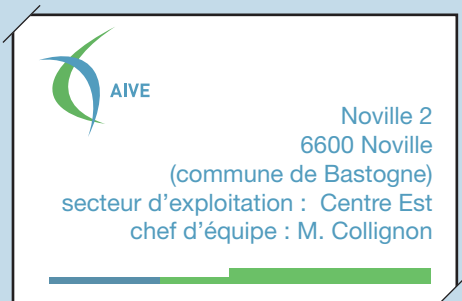 AIVE
Noville 2
6600 Noville
(commune de Bastogne)
secteur d'exploitation : Centre Est
chef d'équipe : M. Collignon